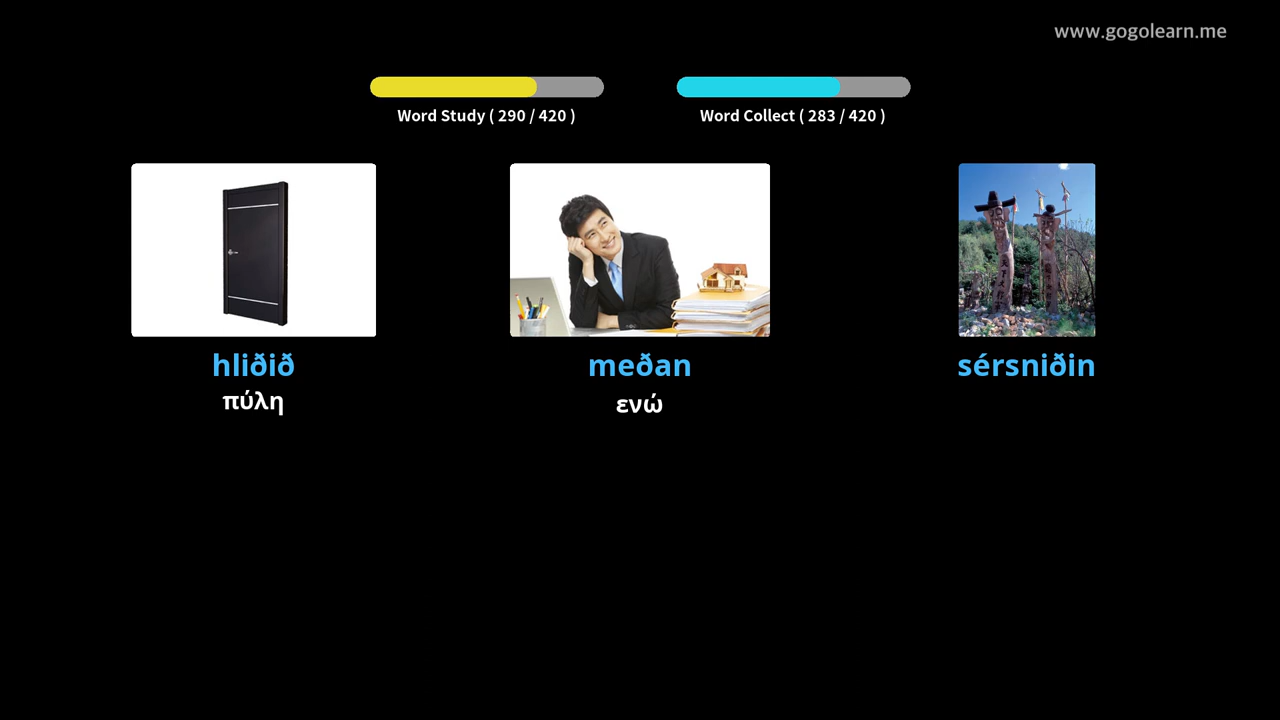 www.gogolearn.me
Word Study ( 290 / 420 )
Word Collect ( 283 / 420 )
hliðið
meðan
sérsniðin
πύλη
ενώ